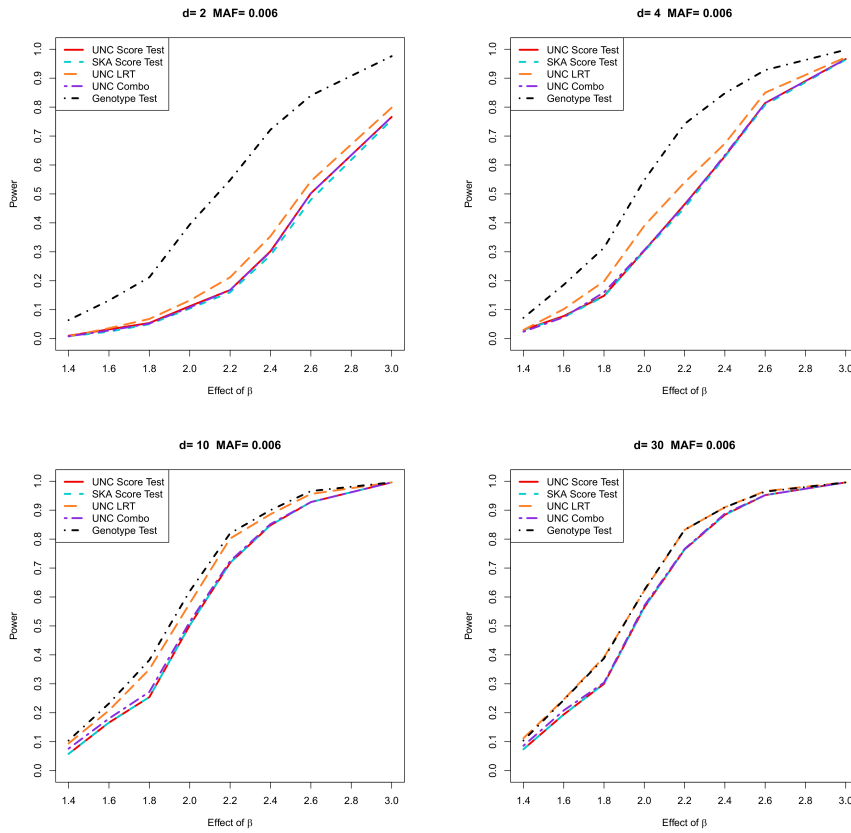 d= 2 MAF= 0.006
UNC Score Test
SKA Score Test
UNC LRT
UNC Combo
Genotype Test
Power
0.0 0.1 0.2 0.3 0.4 0.5 0.6 0.7 0.8 0.9 1.0
1.4 1.6 1.8 2.0 2.2 2.4 2.6 2.8 3.0
Effect of β
d= 4 MAF= 0.006
UNC Score Test
SKA Score Test
UNC LRT
UNC Combo
Genotype Test
Power
0.0 0.1 0.2 0.3 0.4 0.5 0.6 0.7 0.8 0.9 1.0
1.4 1.6 1.8 2.0 2.2 2.4 2.6 2.8 3.0
Effect of β
d= 10 MAF= 0.006
UNC Score Test
SKA Score Test
UNC LRT
UNC Combo
Genotype Test
Power
0.0 0.1 0.2 0.3 0.4 0.5 0.6 0.7 0.8 0.9 1.0
1.4 1.6 1.8 2.0 2.2 2.4 2.6 2.8 3.0
Effect of β
d= 30 MAF= 0.006
UNC Score Test
SKA Score Test
UNC LRT
UNC Combo
Genotype Test
Power
0.0 0.1 0.2 0.3 0.4 0.5 0.6 0.7 0.8 0.9 1.0
1.4 1.6 1.8 2.0 2.2 2.4 2.6 2.8 3.0
Effect of β